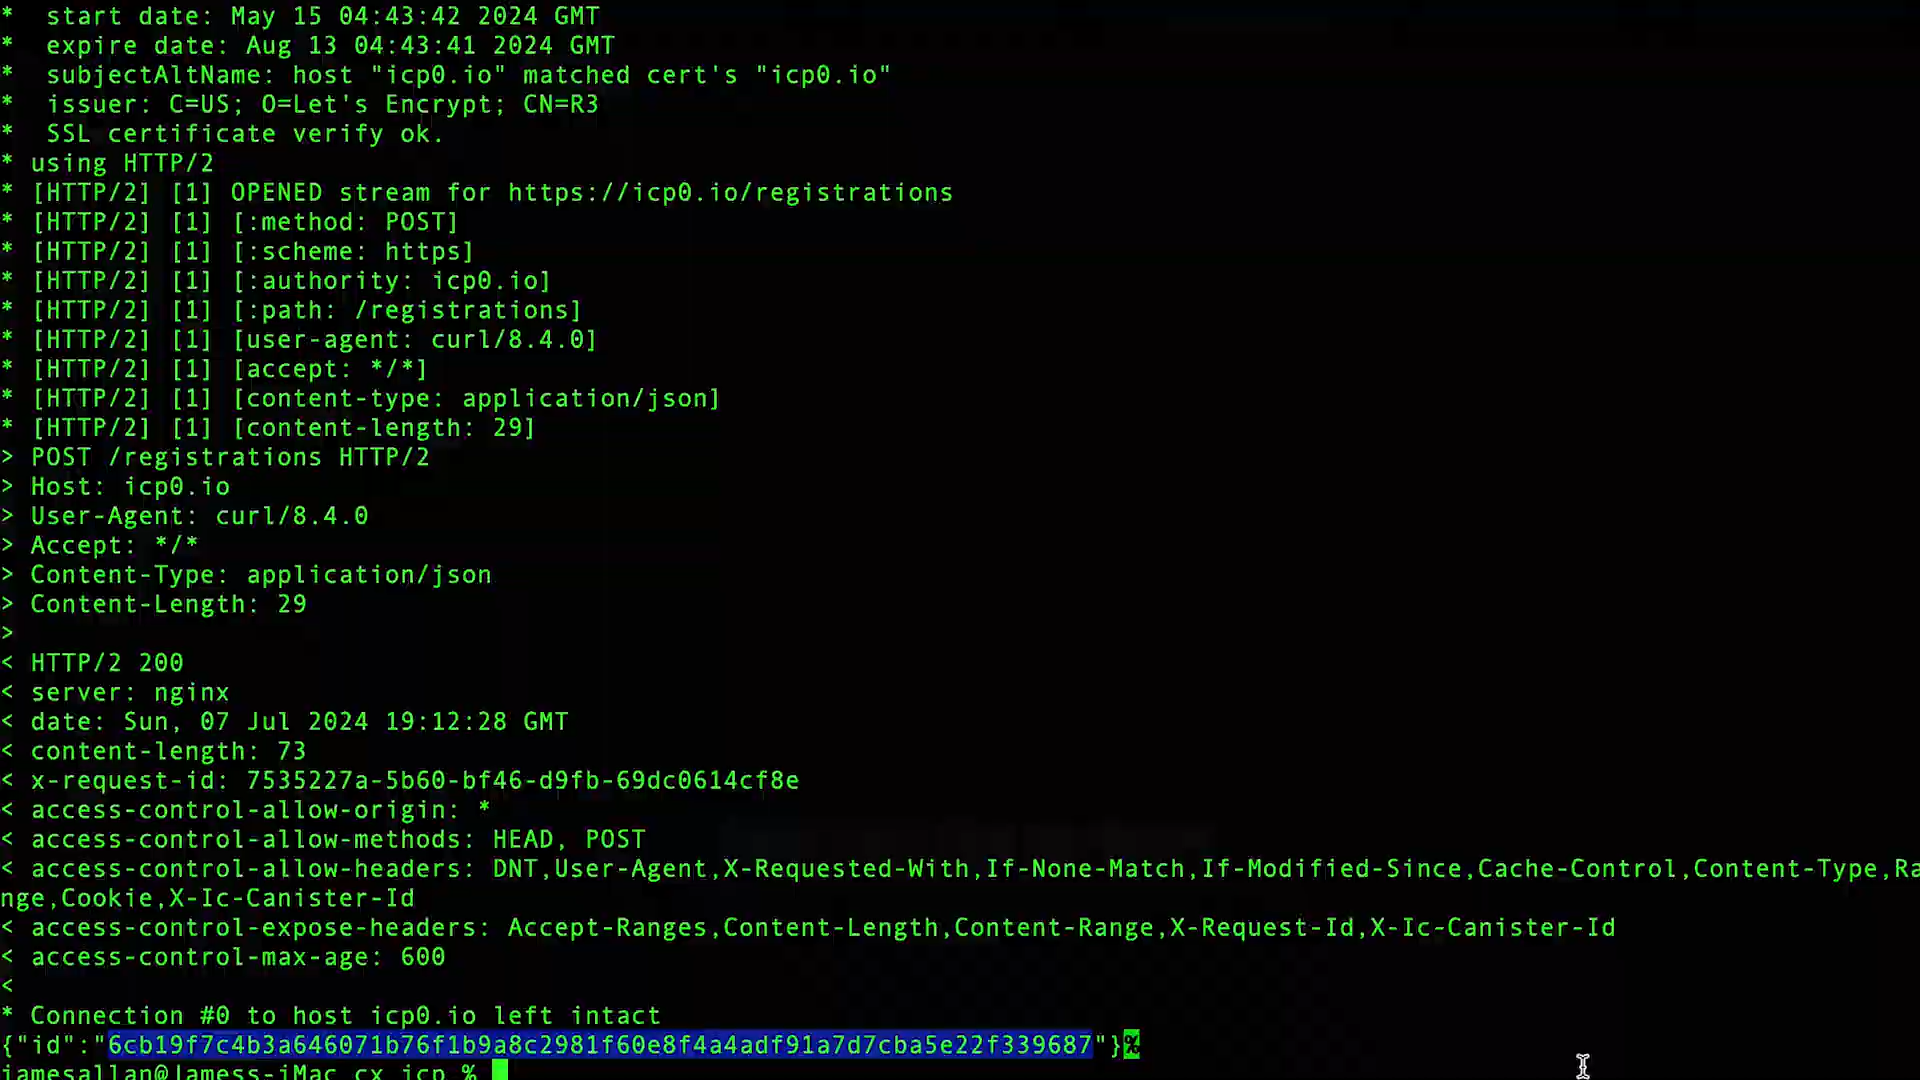 *  start date: May 15 04:43:42 2024 GMT
*  expire date: Aug 13 04:43:41 2024 GMT
*  subjectAltName: host "icp0.io" matched cert's "icp0.io"
*  issuer: C=US; O=Let's Encrypt; CN=R3
*  SSL certificate verify ok.
* using HTTP/2
* [HTTP/2] [1] OPENED stream for https://icp0.io/registrations
* [HTTP/2] [1] [:method: POST]
* [HTTP/2] [1] [:scheme: https]
* [HTTP/2] [1] [:authority: icp0.io]
* [HTTP/2] [1] [:path: /registrations]
* [HTTP/2] [1] [user-agent: curl/8.4.0]
* [HTTP/2] [1] [accept: */*]
* [HTTP/2] [1] [content-type: application/json]
* [HTTP/2] [1] [content-length: 29]
> POST /registrations HTTP/2
> Host: icp0.io
> User-Agent: curl/8.4.0
> Accept: */*
> Content-Type: application/json
> Content-Length: 29
>
< HTTP/2 200
< server: nginx
< date: Sun, 07 Jul 2024 19:12:28 GMT
< content-length: 73
< x-request-id: 7535227a-5b60-bf46-d9fb-69dc0614cf8e
< access-control-allow-origin: *
< access-control-allow-methods: HEAD, POST
< access-control-allow-headers: DNT,User-Agent,X-Requested-With,If-None-Match,If-Modified-Since,Cache-Control,Content-Type,Ra
nge,Cookie,X-Ic-Canister-Id
< access-control-expose-headers: Accept-Ranges,Content-Length,Content-Range,X-Request-Id,X-Ic-Canister-Id
< access-control-max-age: 600
<
* Connection #0 to host icp0.io left intact
{"id":"6cb19f7c4b3a646071b76f1b9a8c2981f60e8f4a4adf91a7d7cba5e22f339687"}%
jamesallan@Jamess-iMac cx_icp %